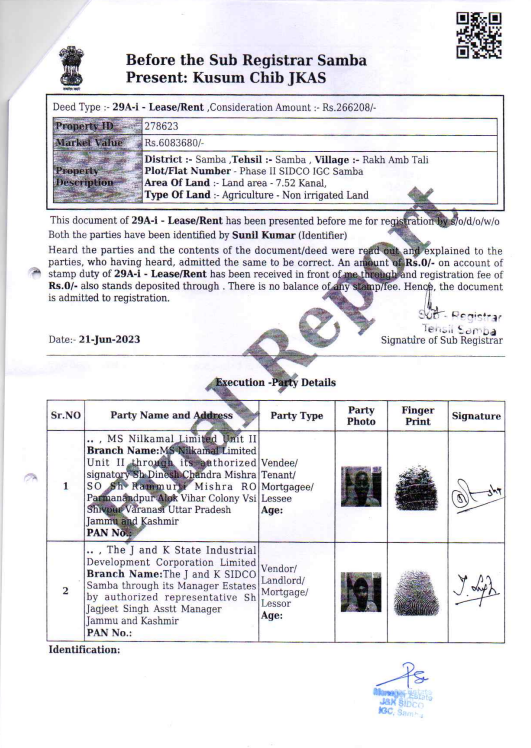 Before the Sub Registrar Samba
Present: Kusum Chib JKAS
Deed Type :- 29A-i - Lease/Rent ,Consideration Amount :- Rs.266208/-
Property ID
278623
Market Value
Rs.6083680/-
Property
Description
District :- Samba ,Tehsil :- Samba , Village :- Rakh Amb Tali
Plot/Flat Number - Phase II SIDCO IGC Samba
Area Of Land :- Land area - 7.52 Kanal,
Type Of Land :- Agriculture - Non irrigated Land
This document of 29A-i - Lease/Rent has been presented before me for registration by s/o/d/o/w/o
Both the parties have been identified by Sunil Kumar (Identifier)
Heard the parties and the contents of the document/deed were read out and explained to the
parties, who having heard, admitted the same to be correct. An amount of Rs.0/- on account of
stamp duty of 29A-i - Lease/Rent has been received in front of me through and registration fee of
Rs.0/- also stands deposited through . There is no balance of any stamp/fee. Hence, the document
is admitted to registration.
Sub - Registrar
Tehsil Samba
Date:- 21-Jun-2023
Signature of Sub Registrar
Final Report
Execution -Party Details
Sr.NO
Party Name and Address
Party Type
Party
Photo
Finger
Print
Signature
1
.. , MS Nilkamal Limited Unit II
Branch Name:MS Nilkamal Limited
Unit II through its authorized
signatory Sh Dinesh Chandra Mishra
SO Sh Rammurti Mishra RO
Parmanandpur Alok Vihar Colony Vsi
Shivpur Varanasi Uttar Pradesh
Jammu and Kashmir
PAN No.:
Vendee/
Tenant/
Mortgagee/
Lessee
Age:
2
.. , The J and K State Industrial
Development Corporation Limited
Branch Name:The J and K SIDCO
Samba through its Manager Estates
by authorized representative Sh
Jagjeet Singh Asstt Manager
Jammu and Kashmir
PAN No.:
Vendor/
Landlord/
Mortgage/
Lessor
Age:
Identification:
Manager Estate
J&K SIDCO
IGC, Samba